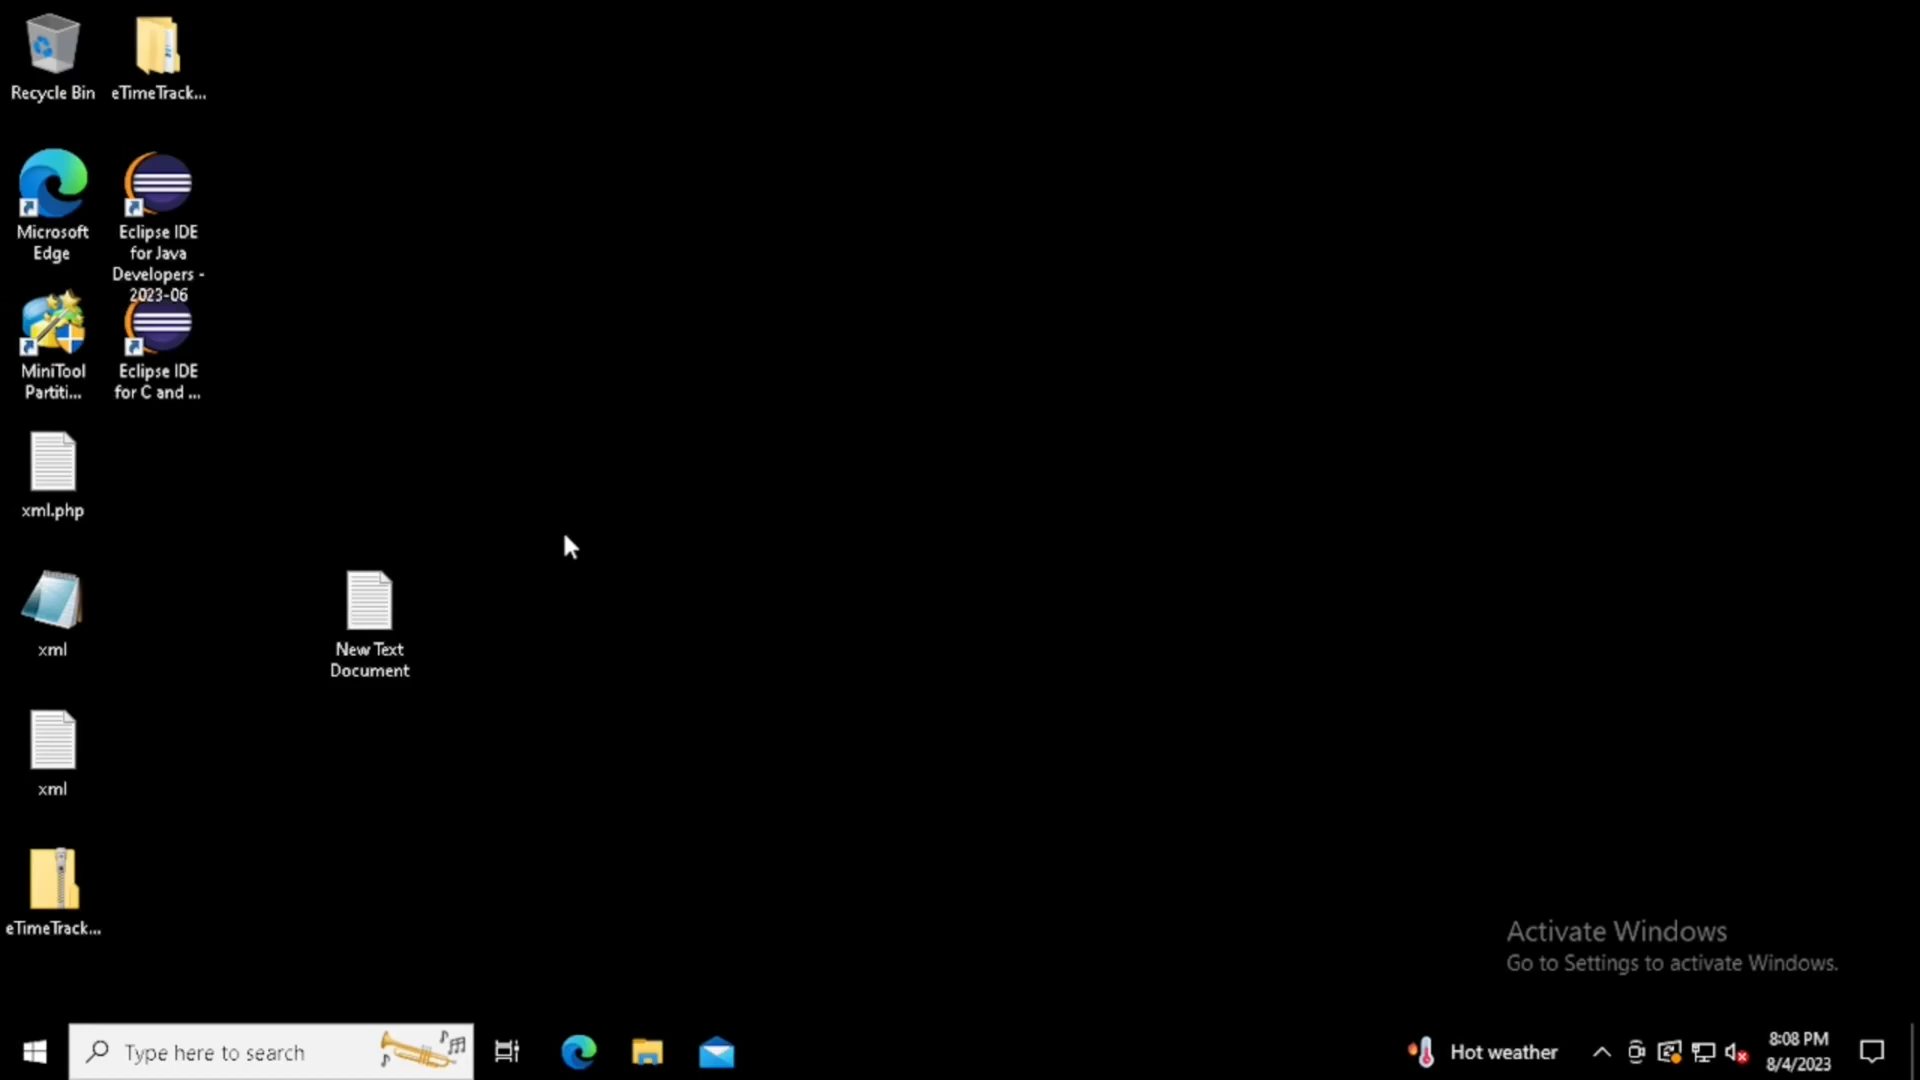 Recycle Bin
eTimeTrack...
Microsoft
Edge
Eclipse IDE
for Java
Developers -
2023-06
MiniTool
Partiti...
Eclipse IDE
for C and ...
xml.php
xml
New Text
Document
xml
eTimeTrack...
Activate Windows
Go to Settings to activate Windows.
Type here to search
Hot weather
8:08 PM
8/4/2023